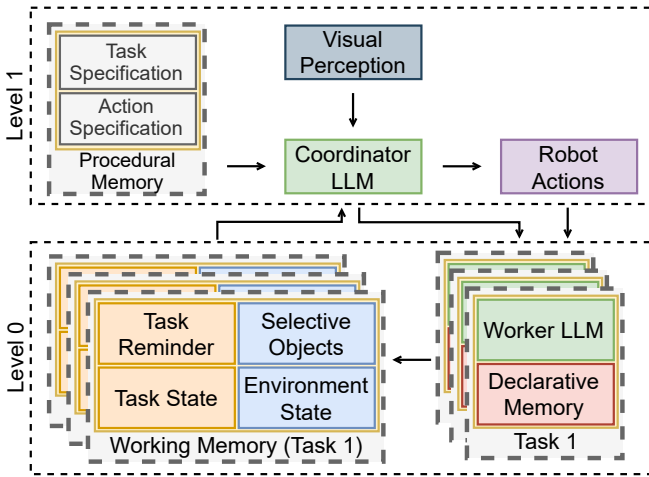 Level 1
Task
Specification
Action
Specification
Procedural
Memory
Visual
Perception
Coordinator
LLM
Robot
Actions
Level 0
Task
Reminder
Selective
Objects
Task State
Environment
State
Working Memory (Task 1)
Worker LLM
Declarative
Memory
Task 1